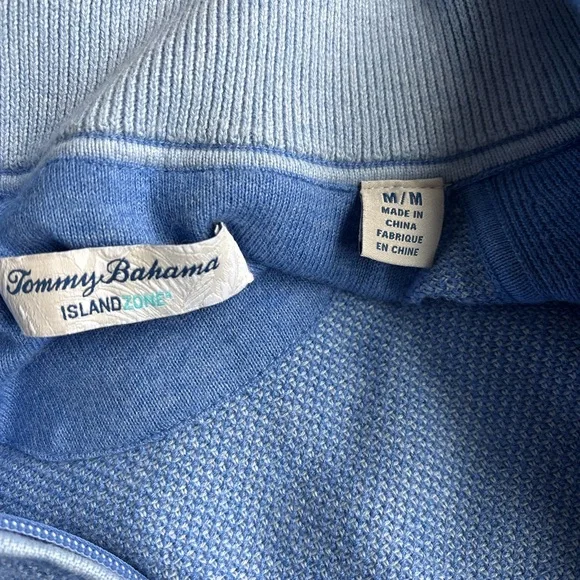 Tommy Bahama
ISLANDZONE®
M/M
MADE IN
CHINA
FABRIQUE
EN CHINE